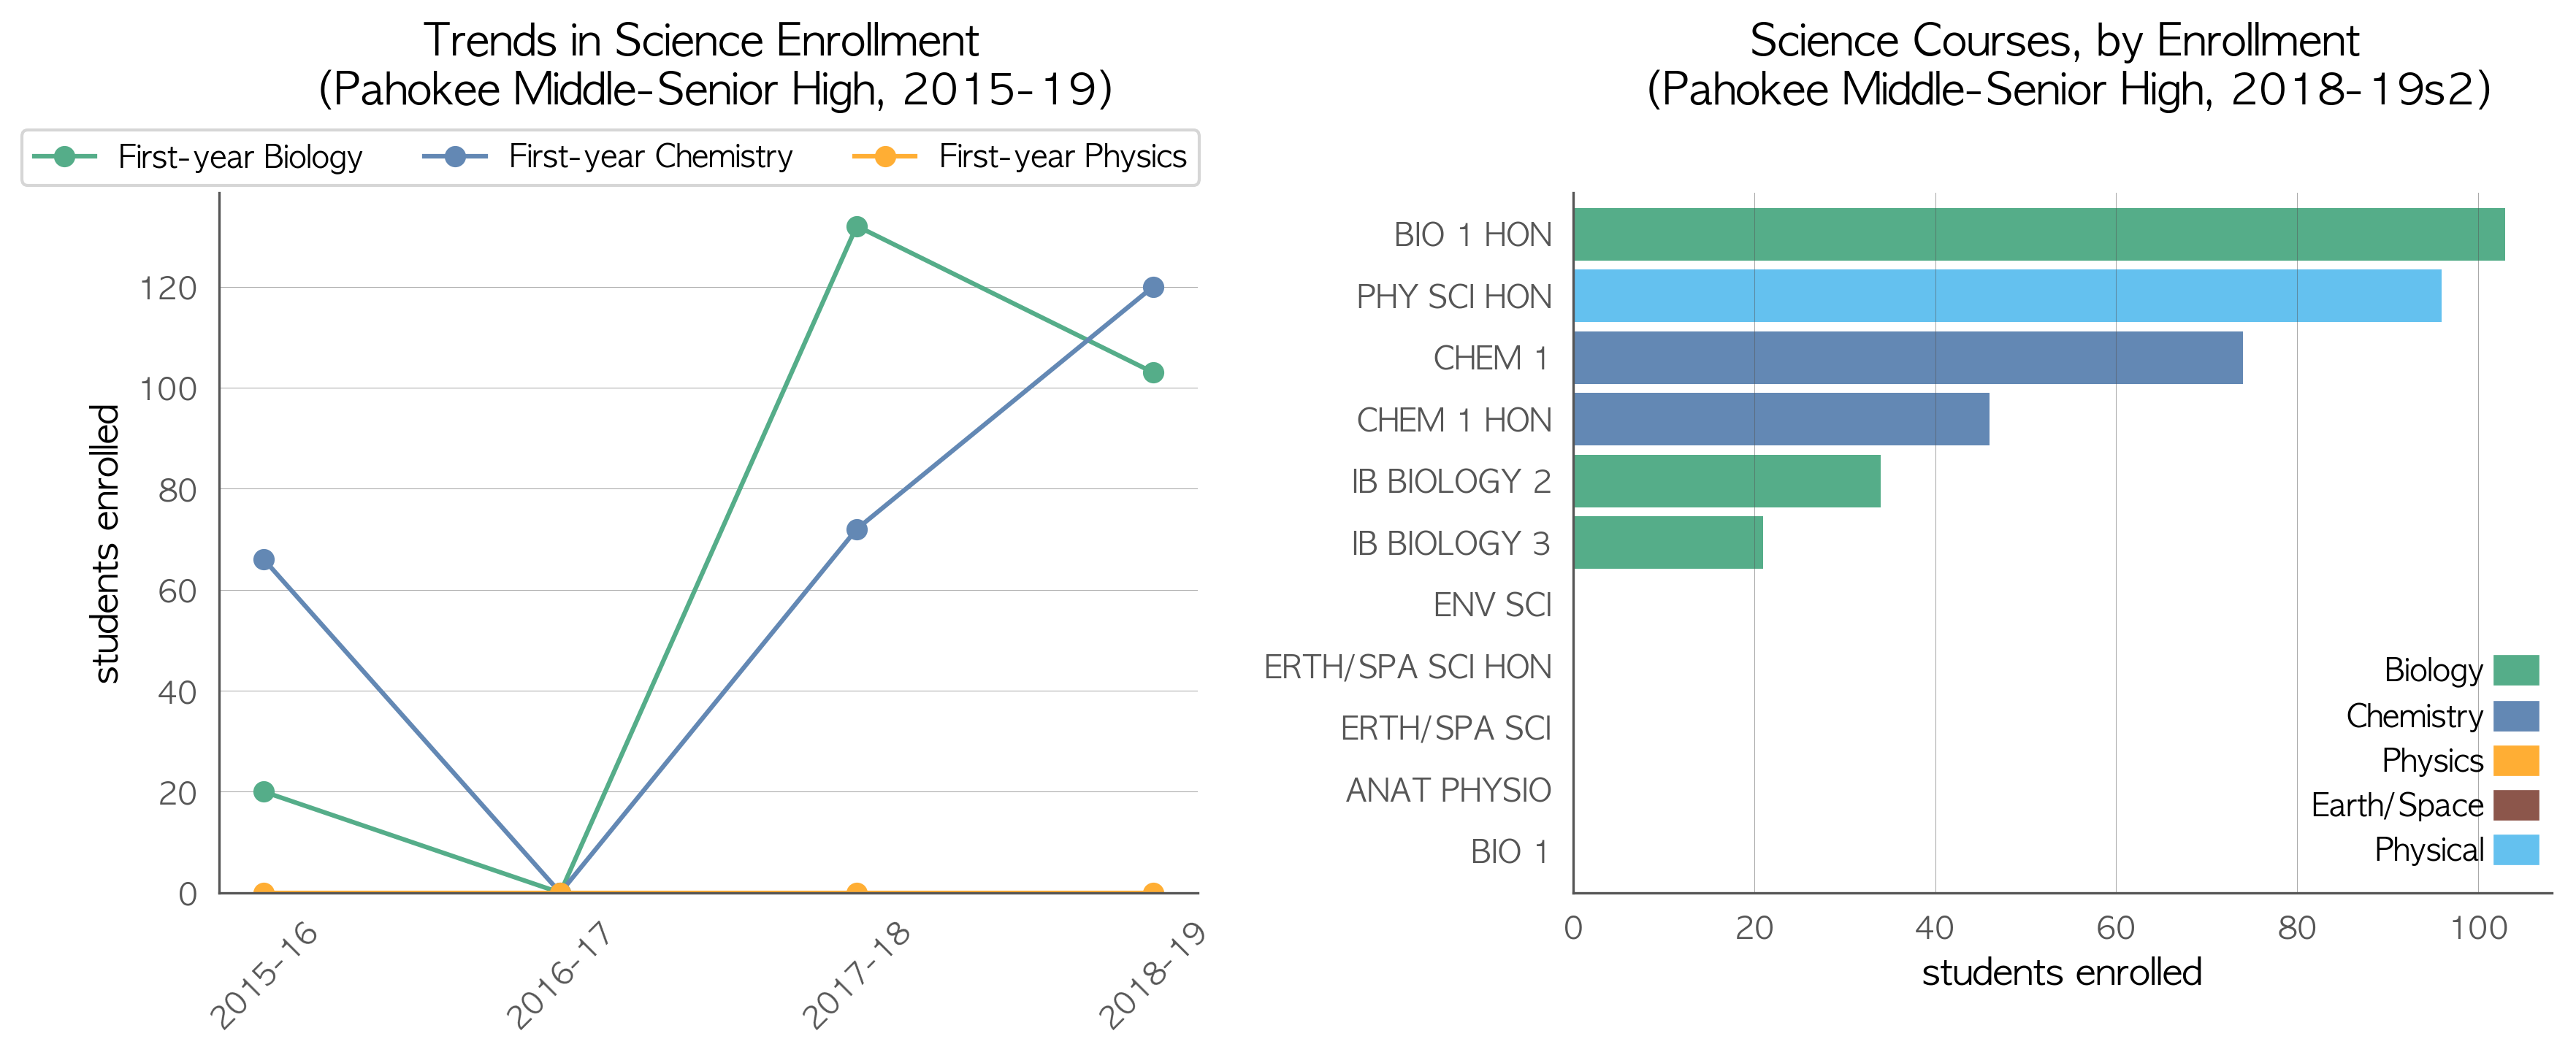 Trends in Science Enrollment
(Pahokee Middle-Senior High, 2015-19)
First-year Biology
First-year Chemistry
First-year Physics
students enrolled
120
100
80
60
40
20
0
2015-16
2016-17
2017-18
2018-19
Science Courses, by Enrollment
(Pahokee Middle-Senior High, 2018-19s2)
BIO 1 HON
PHY SCI HON
CHEM 1
CHEM 1 HON
IB BIOLOGY 2
IB BIOLOGY 3
ENV SCI
ERTH/SPA SCI HON
ERTH/SPA SCI
ANAT PHYSIO
BIO 1
Biology
Chemistry
Physics
Earth/Space
Physical
0 20 40 60 80 100
students enrolled